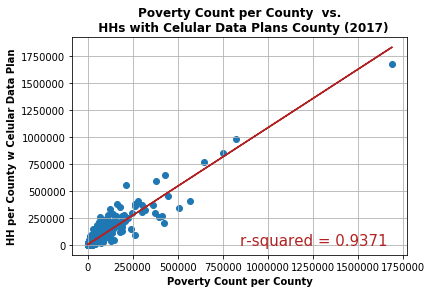 Poverty Count per County  vs.
HHs with Celular Data Plans County (2017)
HH per County w Celular Data Plan
1750000
1500000
1250000
1000000
750000
500000
250000
0
r-squared = 0.9371
0 250000 500000 750000 1000000 1250000 1500000 1750000
Poverty Count per County